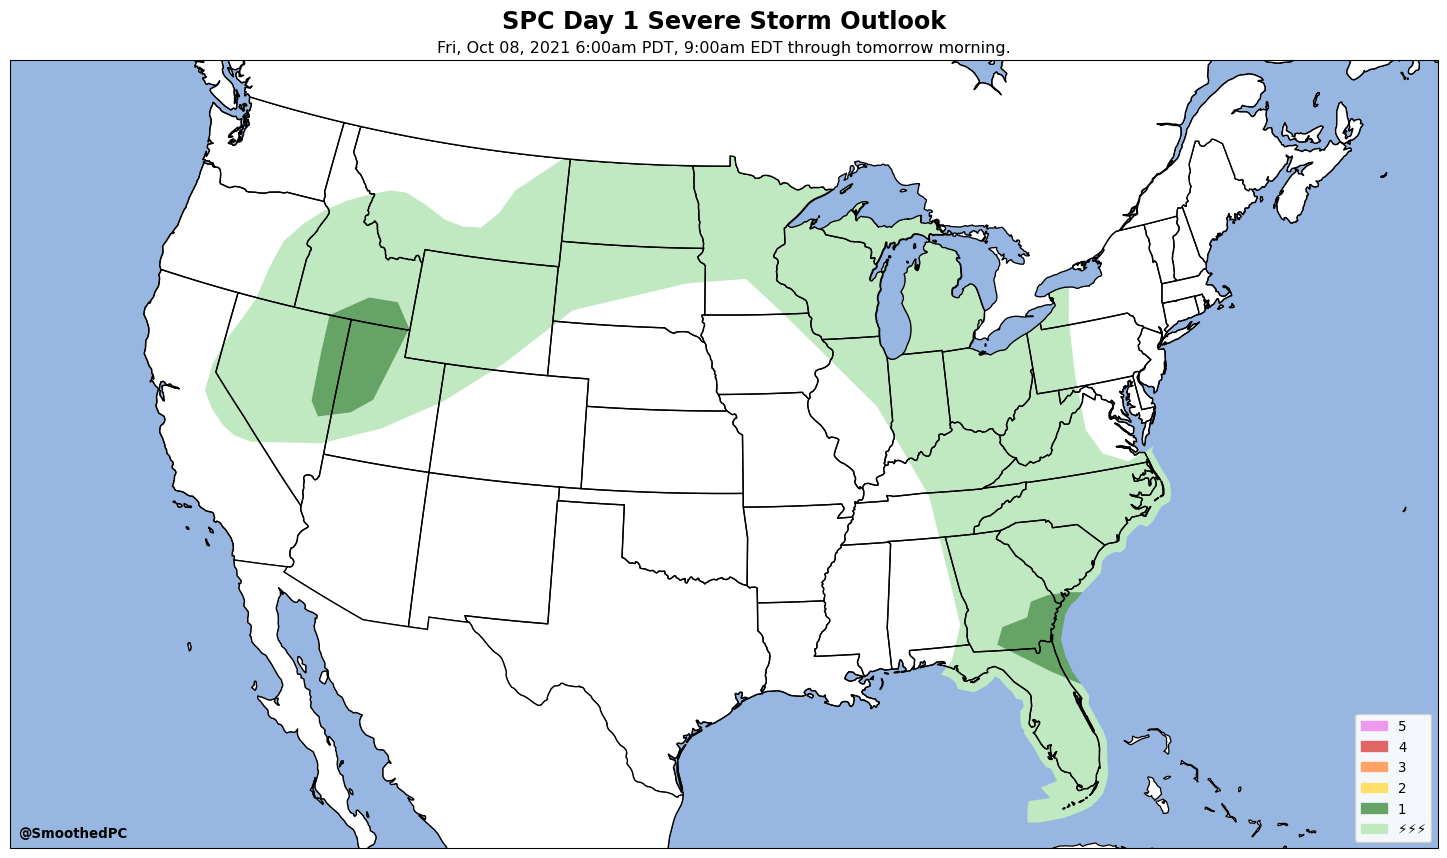 SPC Day 1 Severe Storm Outlook
Fri, Oct 08, 2021 6:00am PDT, 9:00am EDT through tomorrow morning.
5
4
3
2
1
⚡⚡⚡
@SmoothedPC